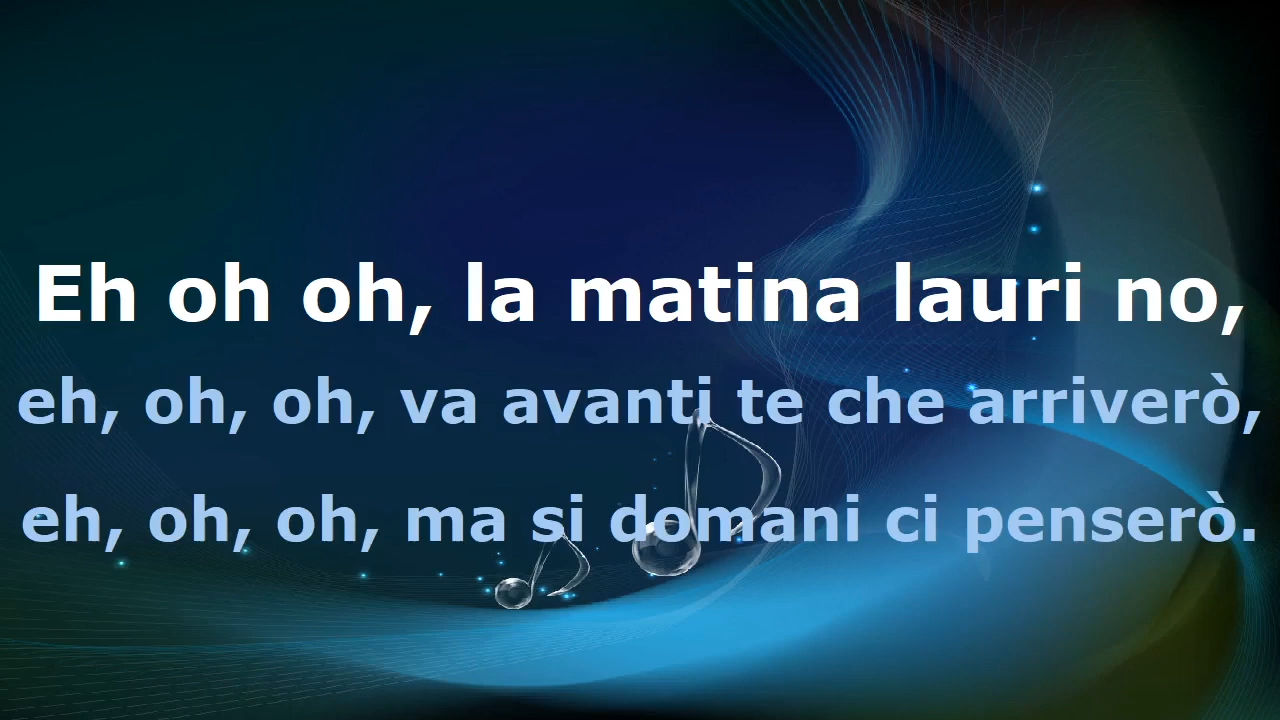 Eh oh oh, la matina lauri no,
eh, oh, oh, va avanti te che arriverò,
eh, oh, oh, ma si domani ci penserò.